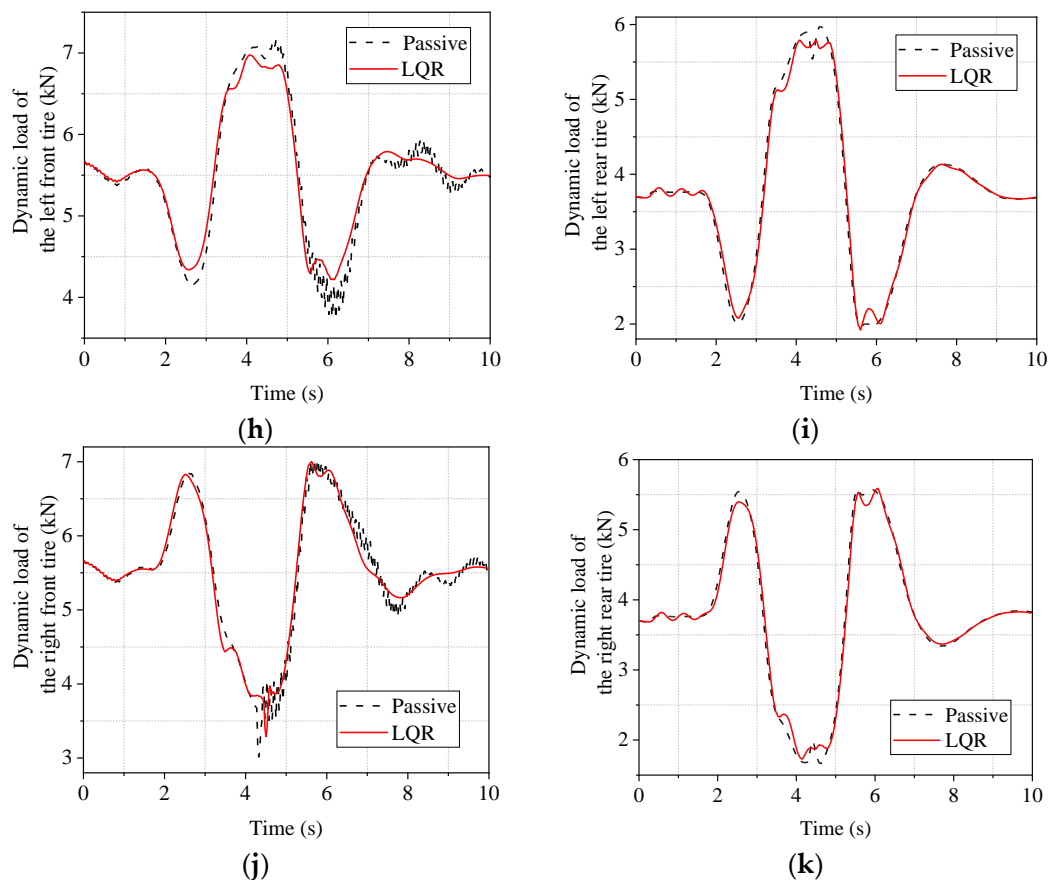 Dynamic load of
the left front tire (kN)
7
6
5
4
Passive
LQR
0 2 4 6 8 10
Time (s)
(h)
Dynamic load of
the left rear tire (kN)
6
5
4
3
2
Passive
LQR
0 2 4 6 8 10
Time (s)
(i)
Dynamic load of
the right front tire (kN)
7
6
5
4
3
Passive
LQR
0 2 4 6 8 10
Time (s)
(j)
Dynamic load of
the right rear tire (kN)
6
5
4
3
2
Passive
LQR
0 2 4 6 8 10
Time (s)
(k)